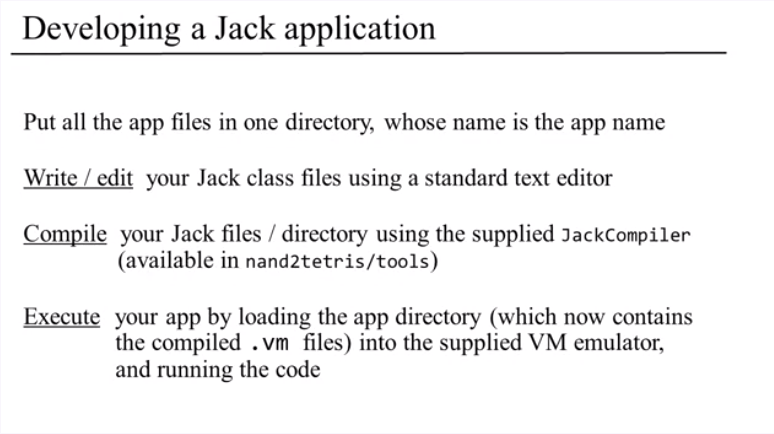 Developing a Jack application
Put all the app files in one directory, whose name is the app name
Write / edit your Jack class files using a standard text editor
Compile your Jack files / directory using the supplied JackCompiler
(available in nand2tetris/tools)
Execute your app by loading the app directory (which now contains
the compiled .vm files) into the supplied VM emulator,
and running the code